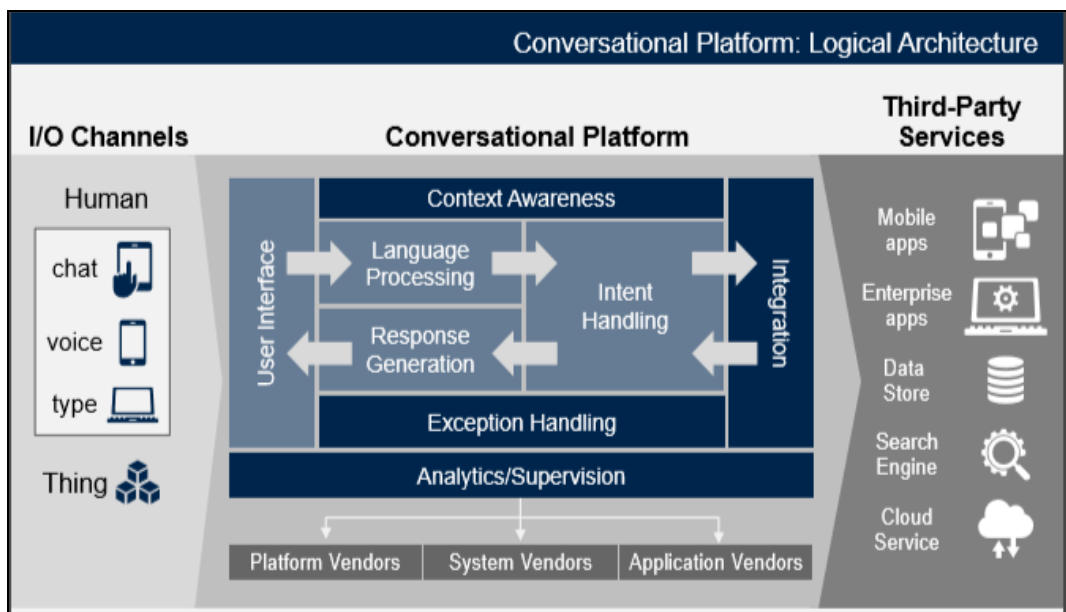 Conversational Platform: Logical Architecture
I/O Channels
Conversational Platform
Third-Party
Services
Human
chat
voice
type
Thing
User Interface
Context Awareness
Language
Processing
Response
Generation
Intent
Handling
Exception Handling
Integration
Analytics/Supervision
Platform Vendors
System Vendors
Application Vendors
Mobile
apps
Enterprise
apps
Data
Store
Search
Engine
Cloud
Service